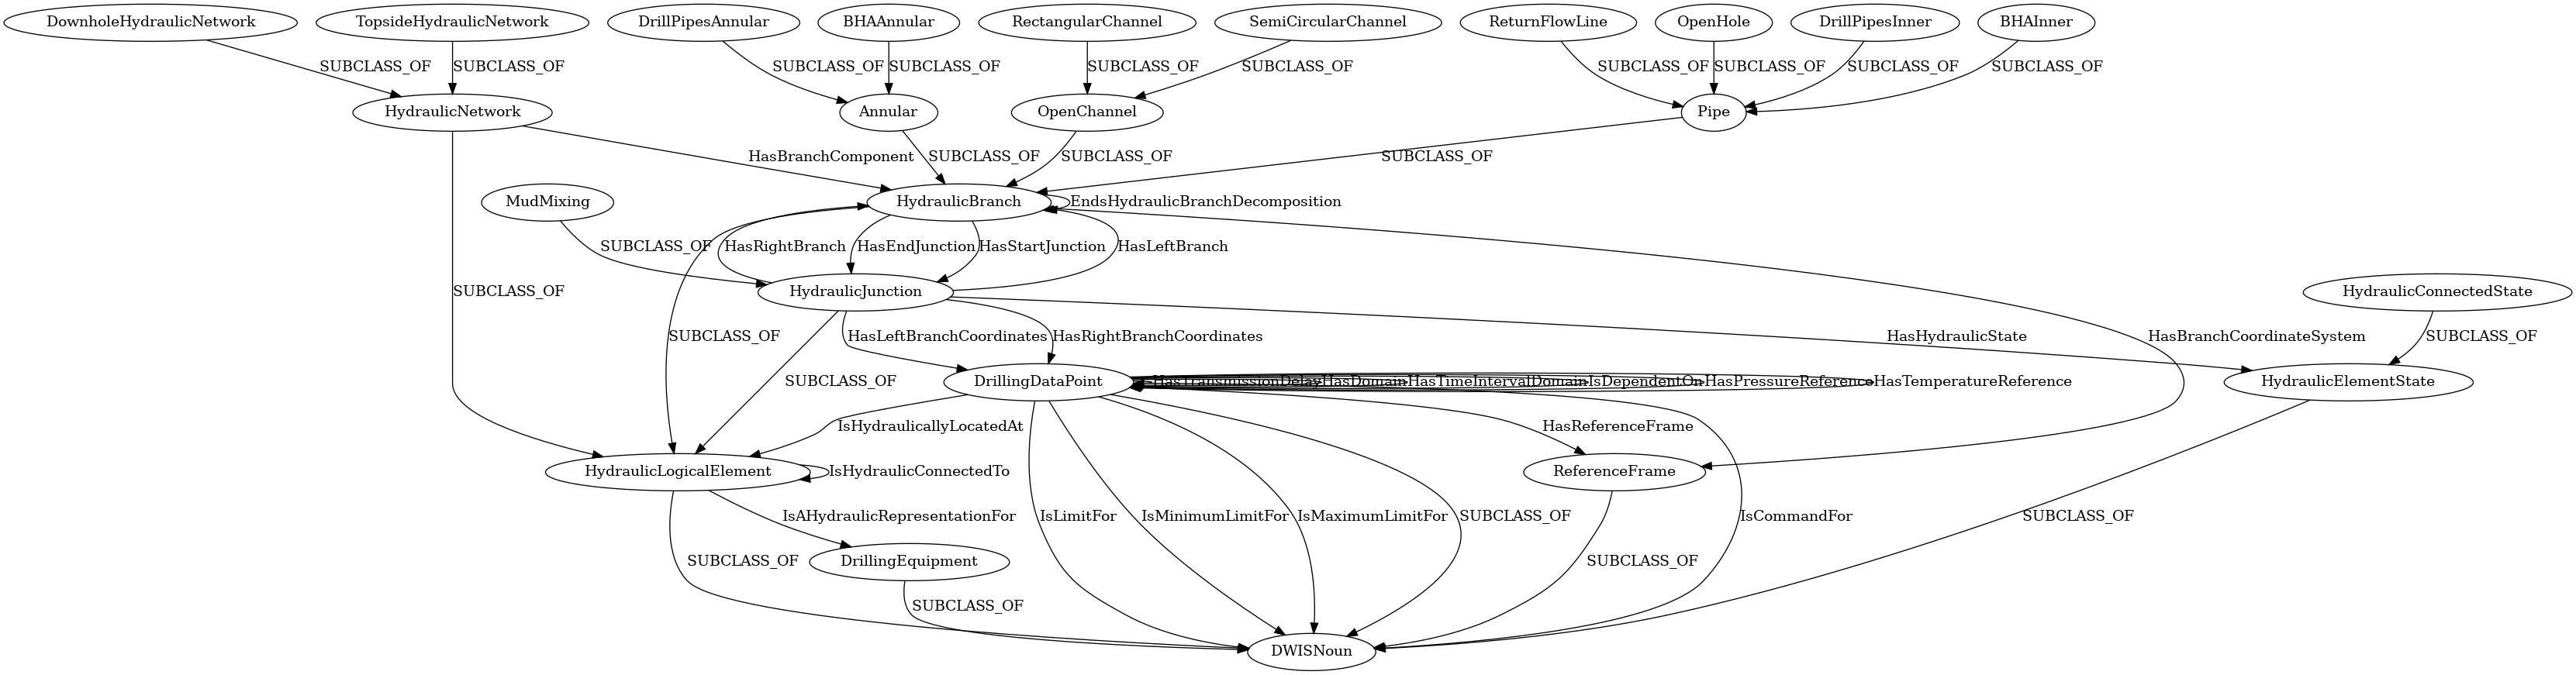 DownholeHydraulicNetwork
TopsideHydraulicNetwork
DrillPipesAnnular
BHAAnnular
RectangularChannel
SemiCircularChannel
ReturnFlowLine
OpenHole
DrillPipesInner
BHAInner
SUBCLASS_OF
SUBCLASS_OF
SUBCLASS_OF
SUBCLASS_OF
SUBCLASS_OF
SUBCLASS_OF
SUBCLASS_OF
SUBCLASS_OF
SUBCLASS_OF
SUBCLASS_OF
HydraulicNetwork
Annular
OpenChannel
Pipe
HasBranchComponent
SUBCLASS_OF
SUBCLASS_OF
SUBCLASS_OF
MudMixing
HydraulicBranch
EndsHydraulicBranchDecomposition
SUBCLASS_OF
HasRightBranch
HasEndJunction
HasStartJunction
HasLeftBranch
SUBCLASS_OF
HydraulicJunction
HydraulicConnectedState
SUBCLASS_OF
HasLeftBranchCoordinates
HasRightBranchCoordinates
HasHydraulicState
HasBranchCoordinateSystem
SUBCLASS_OF
SUBCLASS_OF
DrillingDataPoint
HasTransmissionDelay
HasDomain
HasTimeIntervalDomain
IsDependentOn
HasPressureReference
HasTemperatureReference
HydraulicElementState
IsHydraulicallyLocatedAt
HasReferenceFrame
HydraulicLogicalElement
IsHydraulicConnectedTo
ReferenceFrame
IsAHydraulicRepresentationFor
IsLimitFor
IsMinimumLimitFor
IsMaximumLimitFor
SUBCLASS_OF
IsCommandFor
SUBCLASS_OF
SUBCLASS_OF
DrillingEquipment
SUBCLASS_OF
SUBCLASS_OF
DWISNoun